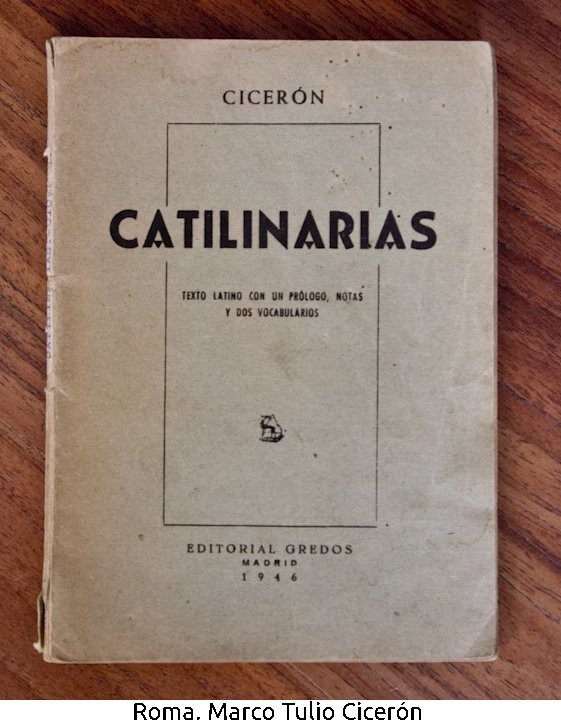 CICERÓN
CATILINARIAS
TEXTO LATINO CON UN PRÓLOGO, NOTAS
Y DOS VOCABULARIOS
EDITORIAL GREDOS
MADRID
1946
Roma. Marco Tulio Cicerón